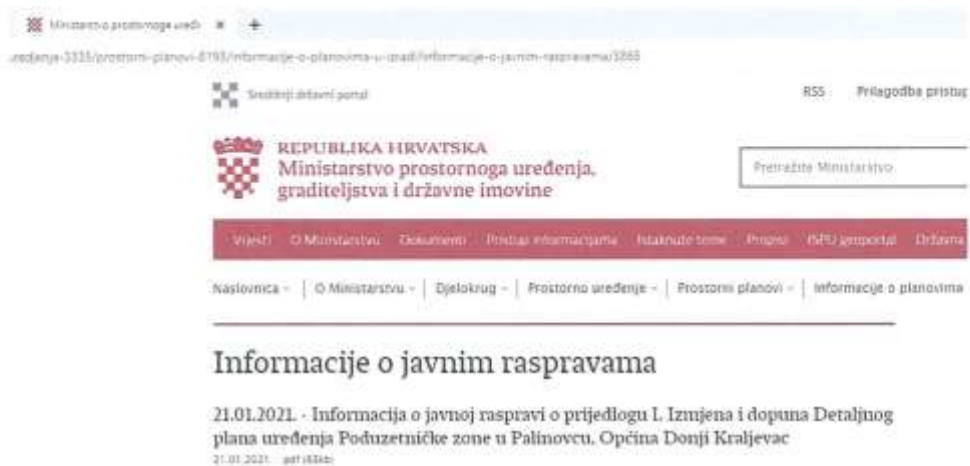 Ministarstvo prostornoga uređ
uređenje-3335/prostorni-planovi-8193/informacije-o-planovima-u-izradi/informacije-o-javnim-raspravama/3865
Središnji državni portal
RSS Prilagodba pristup
REPUBLIKA HRVATSKA
Ministarstvo prostornoga uređenja,
graditeljstva i državne imovine
Pretražite Ministarstvo
Vijesti O Ministarstvu Dokumenti Pristup informacijama Istaknute teme Propisi ISPU geoportal Državna
Naslovnica | O Ministarstvu | Djelokrug | Prostorno uređenje | Prostorni planovi | Informacije o planovima
Informacije o javnim raspravama
21.01.2021. - Informacija o javnoj raspravi o prijedlogu I. Izmjena i dopuna Detaljnog
plana uređenja Poduzetničke zone u Palinovcu, Općina Donji Kraljevec
21.01.2021. pdf